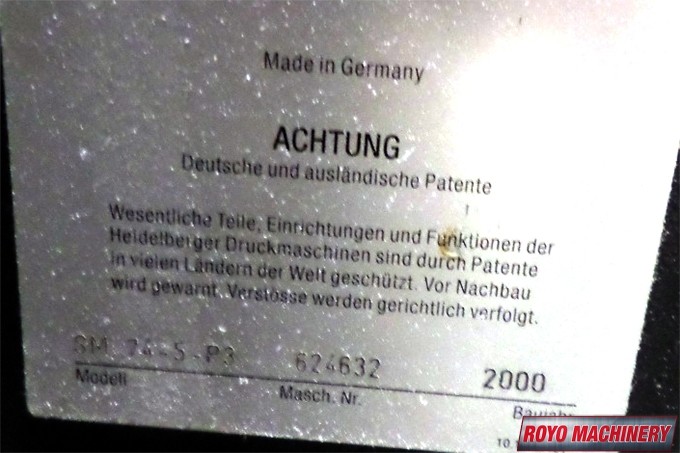 Made in Germany
ACHTUNG
Deutsche und ausländische Patente
Wesentliche Teile, Einrichtungen und Funktionen der
Heidelberger Druckmaschinen sind durch Patente
in vielen Ländern der Welt geschützt. Vor Nachbau
wird gewarnt. Verstösse werden gerichtlich verfolgt.
SM 74-5-P3 624632 2000
Modell Masch. Nr. Baujahr
10
ROYO MACHINERY